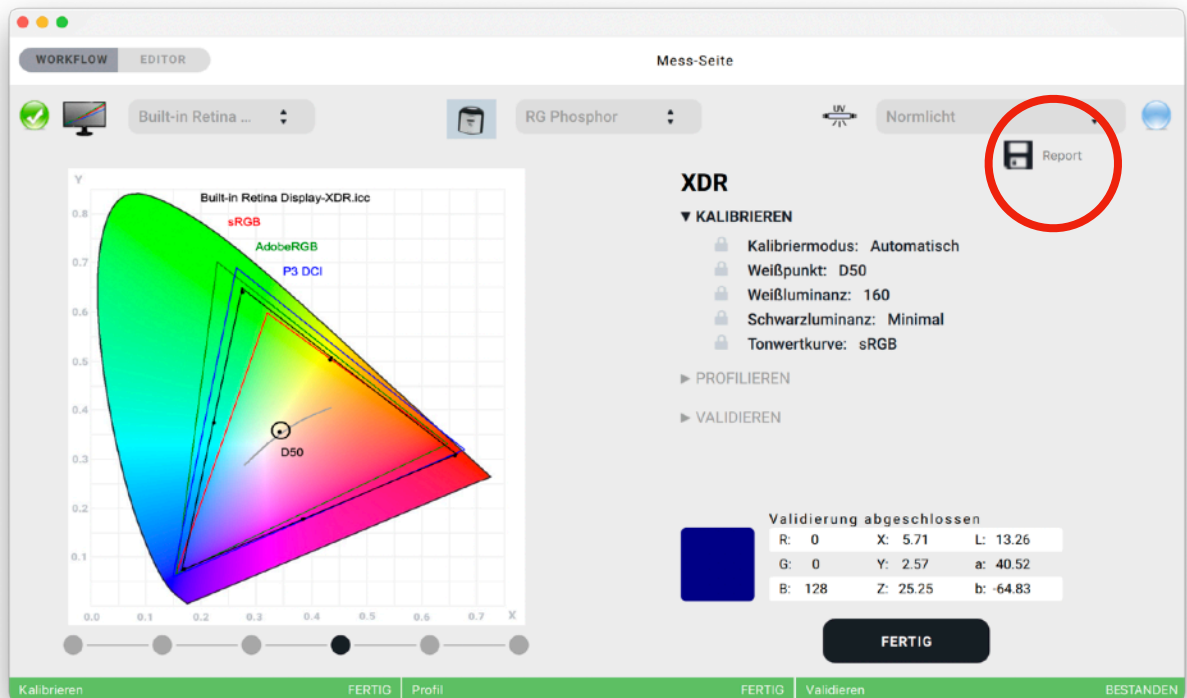 WORKFLOW EDITOR
Mess-Seite
Built-in Retina ... RG Phosphor UV Normlicht
Report
Y
Built-in Retina Display-XDR.icc
sRGB
AdobeRGB
P3 DCI
0.8
0.7
0.6
0.5
0.4
0.3
0.2
0.1
D50
0.0 0.1 0.2 0.3 0.4 0.5 0.6 0.7 X
XDR
▼ KALIBRIEREN
Kalibriermodus: Automatisch
Weißpunkt: D50
Weißluminanz: 160
Schwarzluminanz: Minimal
Tonwertkurve: sRGB
► PROFILIEREN
► VALIDIEREN
Validierung abgeschlossen
R: 0 X: 5.71 L: 13.26
G: 0 Y: 2.57 a: 40.52
B: 128 Z: 25.25 b: -64.83
FERTIG
Kalibrieren FERTIG Profil FERTIG Validieren BESTANDEN